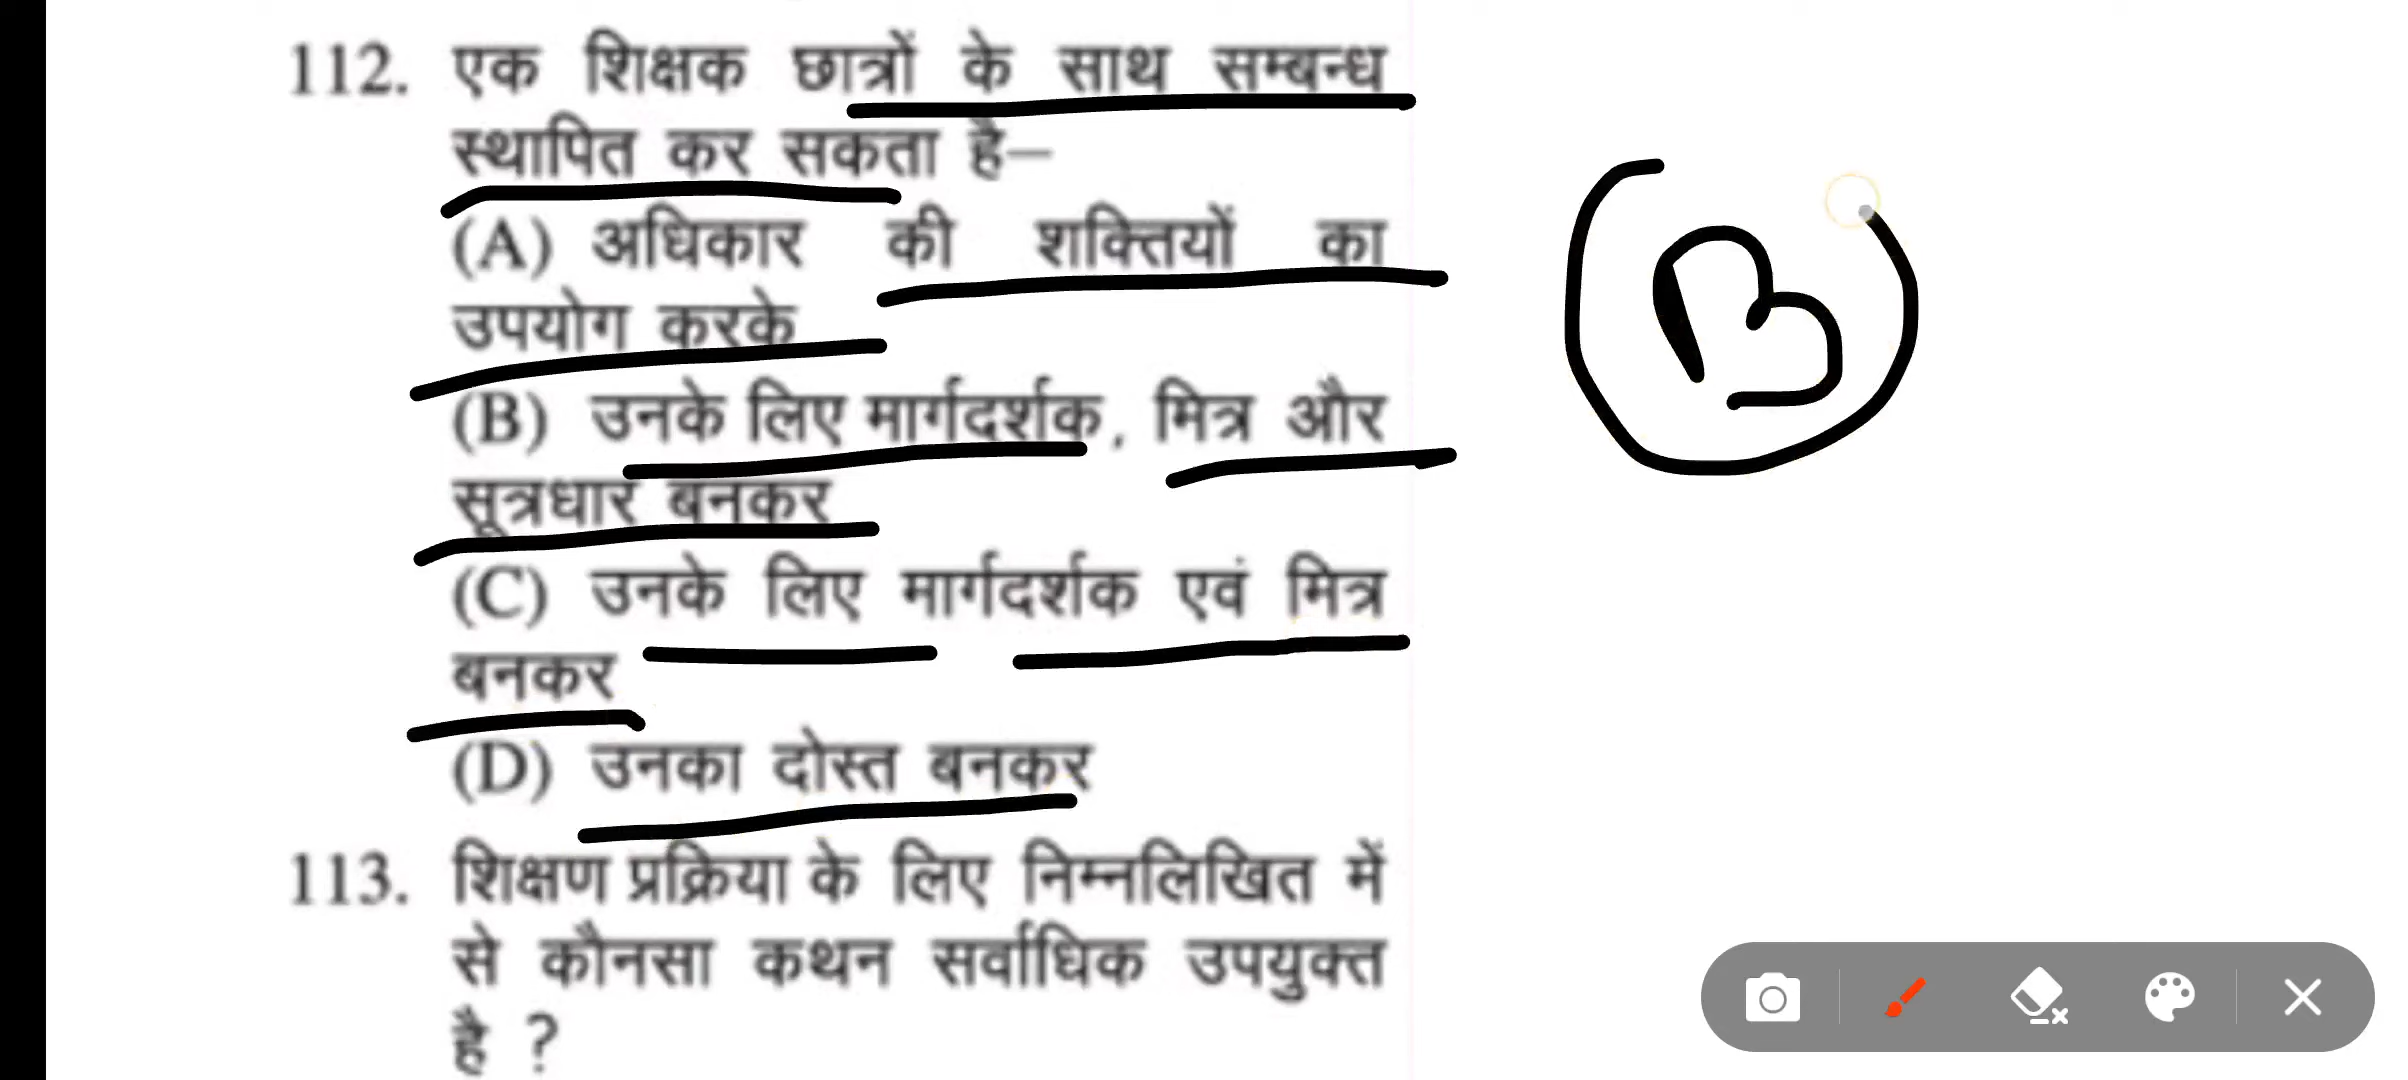 112. एक शिक्षक छात्रों के साथ सम्बन्ध
स्थापित कर सकता है–
(A) अधिकार की शक्तियों का
उपयोग करके
(B) उनके लिए मार्गदर्शक, मित्र और
सूत्रधार बनकर
(C) उनके लिए मार्गदर्शक एवं मित्र
बनकर
(D) उनका दोस्त बनकर
113. शिक्षण प्रक्रिया के लिए निम्नलिखित में
से कौनसा कथन सर्वाधिक उपयुक्त
है ?
B